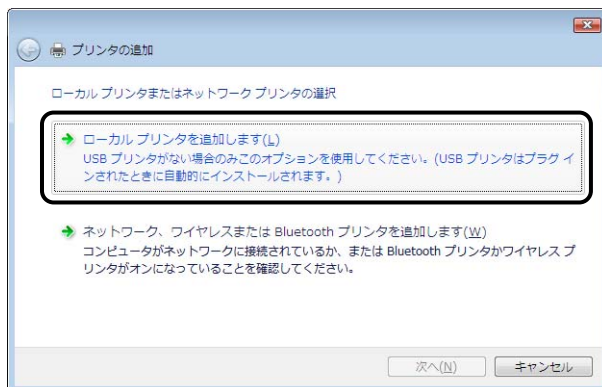 プリンタの追加
ローカル プリンタまたはネットワーク プリンタの選択
ローカル プリンタを追加します(L)
USB プリンタがない場合のみこのオプションを使用してください。(USB プリンタはプラグ イ
ンされたときに自動的にインストールされます。)
ネットワーク、ワイヤレスまたは Bluetooth プリンタを追加します(W)
コンピュータがネットワークに接続されているか、または Bluetooth プリンタかワイヤレス プ
リンタがオンになっていることを確認してください。
次へ(N) キャンセル